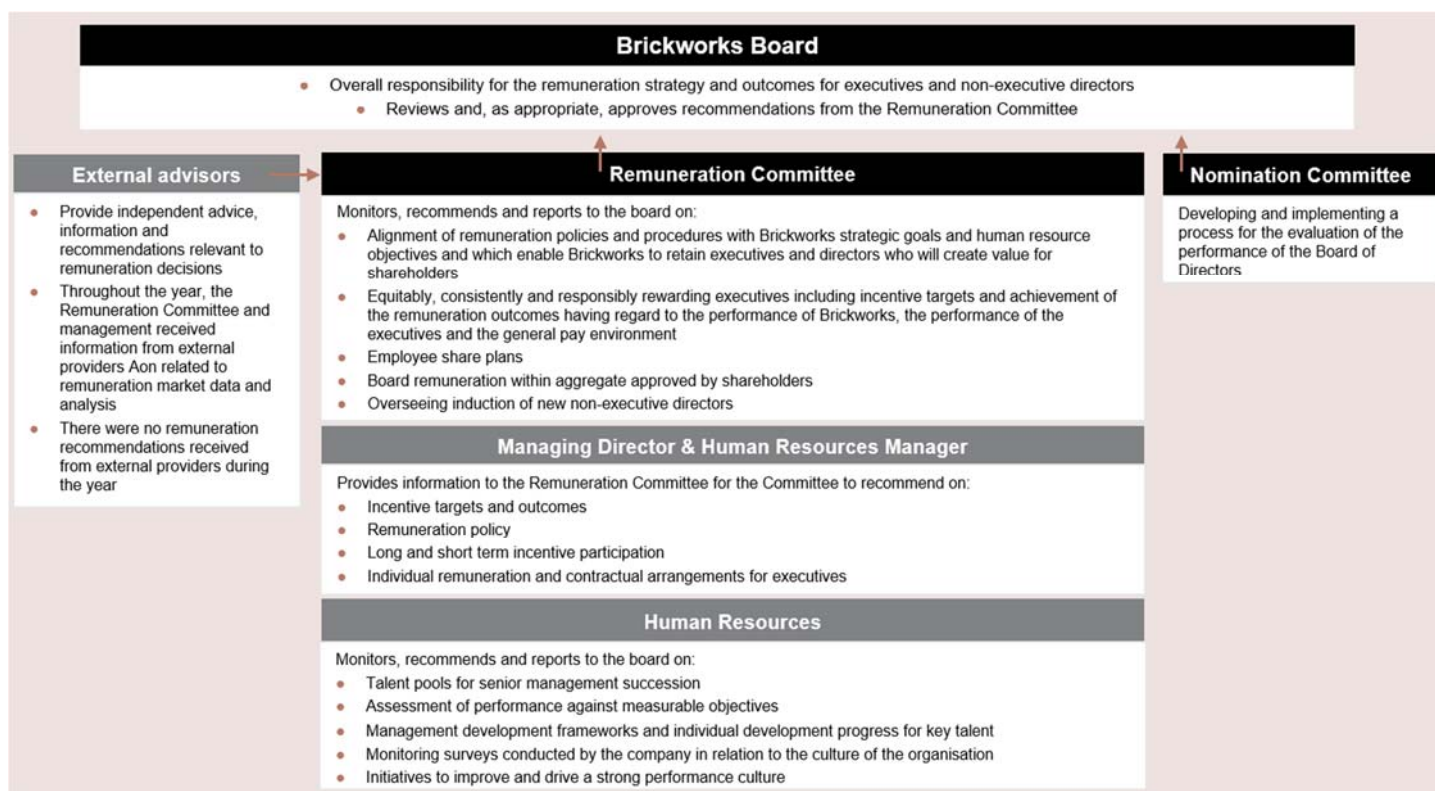 Brickworks Board
• Overall responsibility for the remuneration strategy and outcomes for executives and non-executive directors
• Reviews and, as appropriate, approves recommendations from the Remuneration Committee
External advisors
• Provide independent advice,
information and
recommendations relevant to
remuneration decisions
• Throughout the year, the
Remuneration Committee and
management received
information from external
providers Aon related to
remuneration market data and
analysis
• There were no remuneration
recommendations received
from external providers during
the year
Remuneration Committee
Monitors, recommends and reports to the board on:
• Alignment of remuneration policies and procedures with Brickworks strategic goals and human resource
objectives and which enable Brickworks to retain executives and directors who will create value for
shareholders
• Equitably, consistently and responsibly rewarding executives including incentive targets and achievement of
the remuneration outcomes having regard to the performance of Brickworks, the performance of the
executives and the general pay environment
• Employee share plans
• Board remuneration within aggregate approved by shareholders
• Overseeing induction of new non-executive directors
Managing Director & Human Resources Manager
Provides information to the Remuneration Committee for the Committee to recommend on:
• Incentive targets and outcomes
• Remuneration policy
• Long and short term incentive participation
• Individual remuneration and contractual arrangements for executives
Human Resources
Monitors, recommends and reports to the board on:
• Talent pools for senior management succession
• Assessment of performance against measurable objectives
• Management development frameworks and individual development progress for key talent
• Monitoring surveys conducted by the company in relation to the culture of the organisation
• Initiatives to improve and drive a strong performance culture
Nomination Committee
Developing and implementing a
process for the evaluation of the
performance of the Board of
Directors